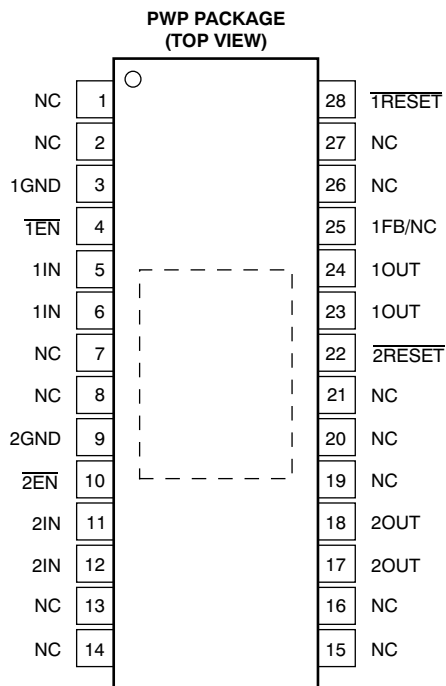 PWP PACKAGE
(TOP VIEW)
NC 1 28 1RESET
NC 2 27 NC
1GND 3 26 NC
1EN 4 25 1FB/NC
1IN 5 24 1OUT
1IN 6 23 1OUT
NC 7 22 2RESET
NC 8 21 NC
2GND 9 20 NC
2EN 10 19 NC
2IN 11 18 2OUT
2IN 12 17 2OUT
NC 13 16 NC
NC 14 15 NC